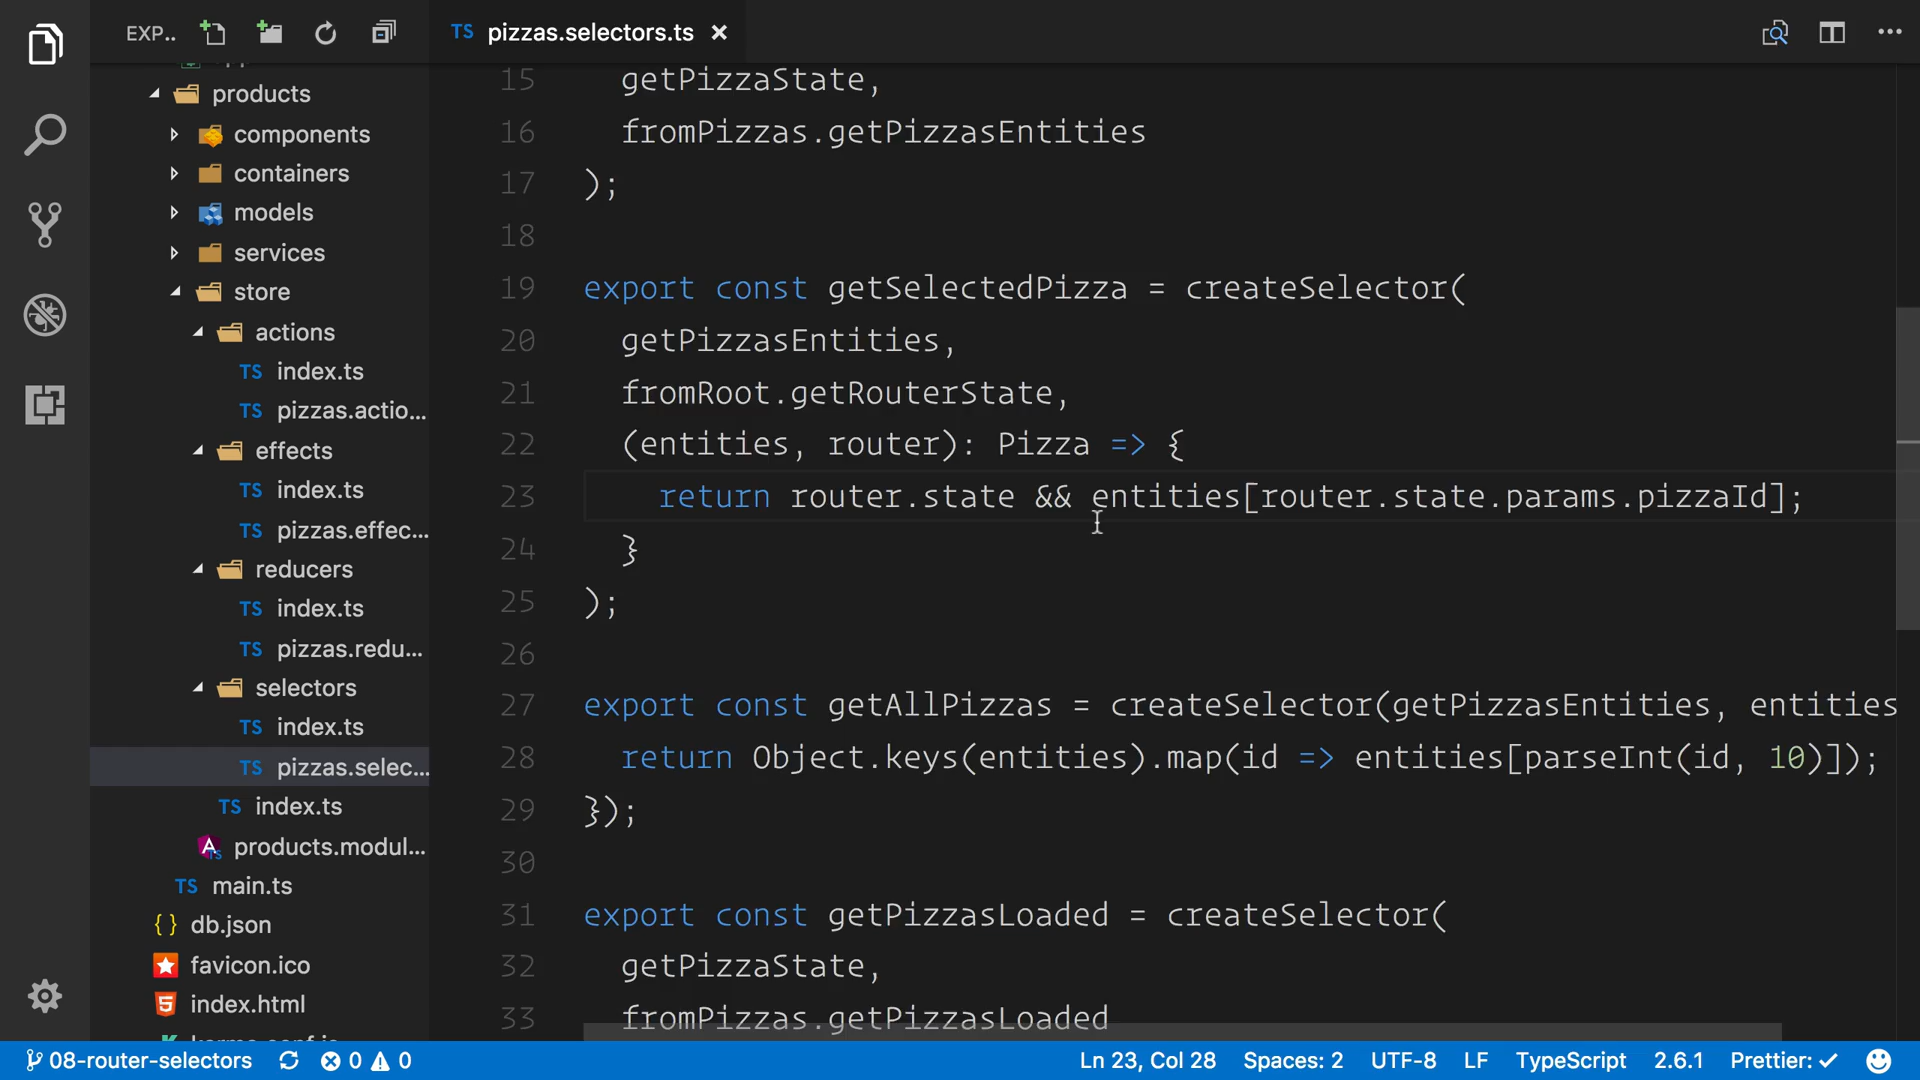 EXP..
TS pizzas.selectors.ts ×
products
components
containers
models
services
store
actions
TS index.ts
TS pizzas.actio...
effects
TS index.ts
TS pizzas.effec...
reducers
TS index.ts
TS pizzas.redu...
selectors
TS index.ts
TS pizzas.selec...
TS index.ts
products.modul...
TS main.ts
{ } db.json
favicon.ico
index.html
15 getPizzaState,
16 fromPizzas.getPizzasEntities
17 );
18
19 export const getSelectedPizza = createSelector(
20 getPizzasEntities,
21 fromRoot.getRouterState,
22 (entities, router): Pizza => {
23 return router.state && entities[router.state.params.pizzaId];
24 }
25 );
26
27 export const getAllPizzas = createSelector(getPizzasEntities, entities
28 return Object.keys(entities).map(id => entities[parseInt(id, 10)]);
29 });
30
31 export const getPizzasLoaded = createSelector(
32 getPizzaState,
33 fromPizzas.getPizzasLoaded
08-router-selectors 0 0 Ln 23, Col 28 Spaces: 2 UTF-8 LF TypeScript 2.6.1 Prettier: ✓